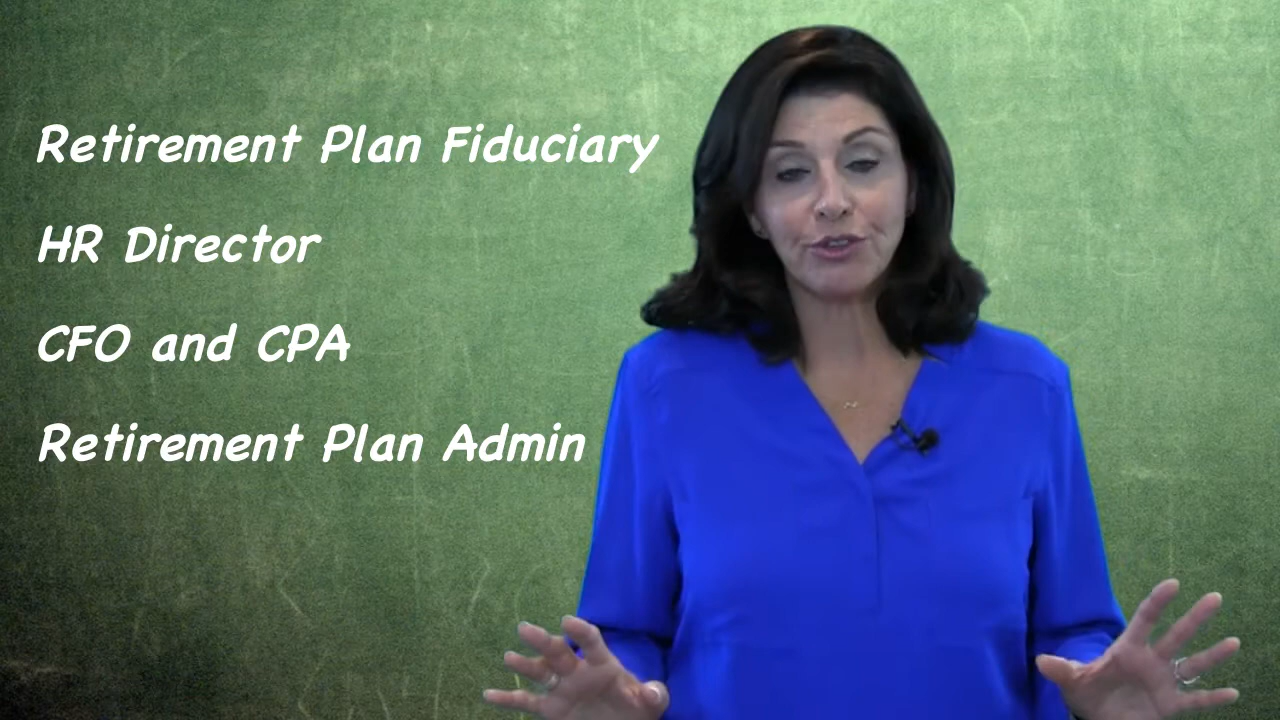 Retirement Plan Fiduciary
HR Director
CFO and CPA
Retirement Plan Admin